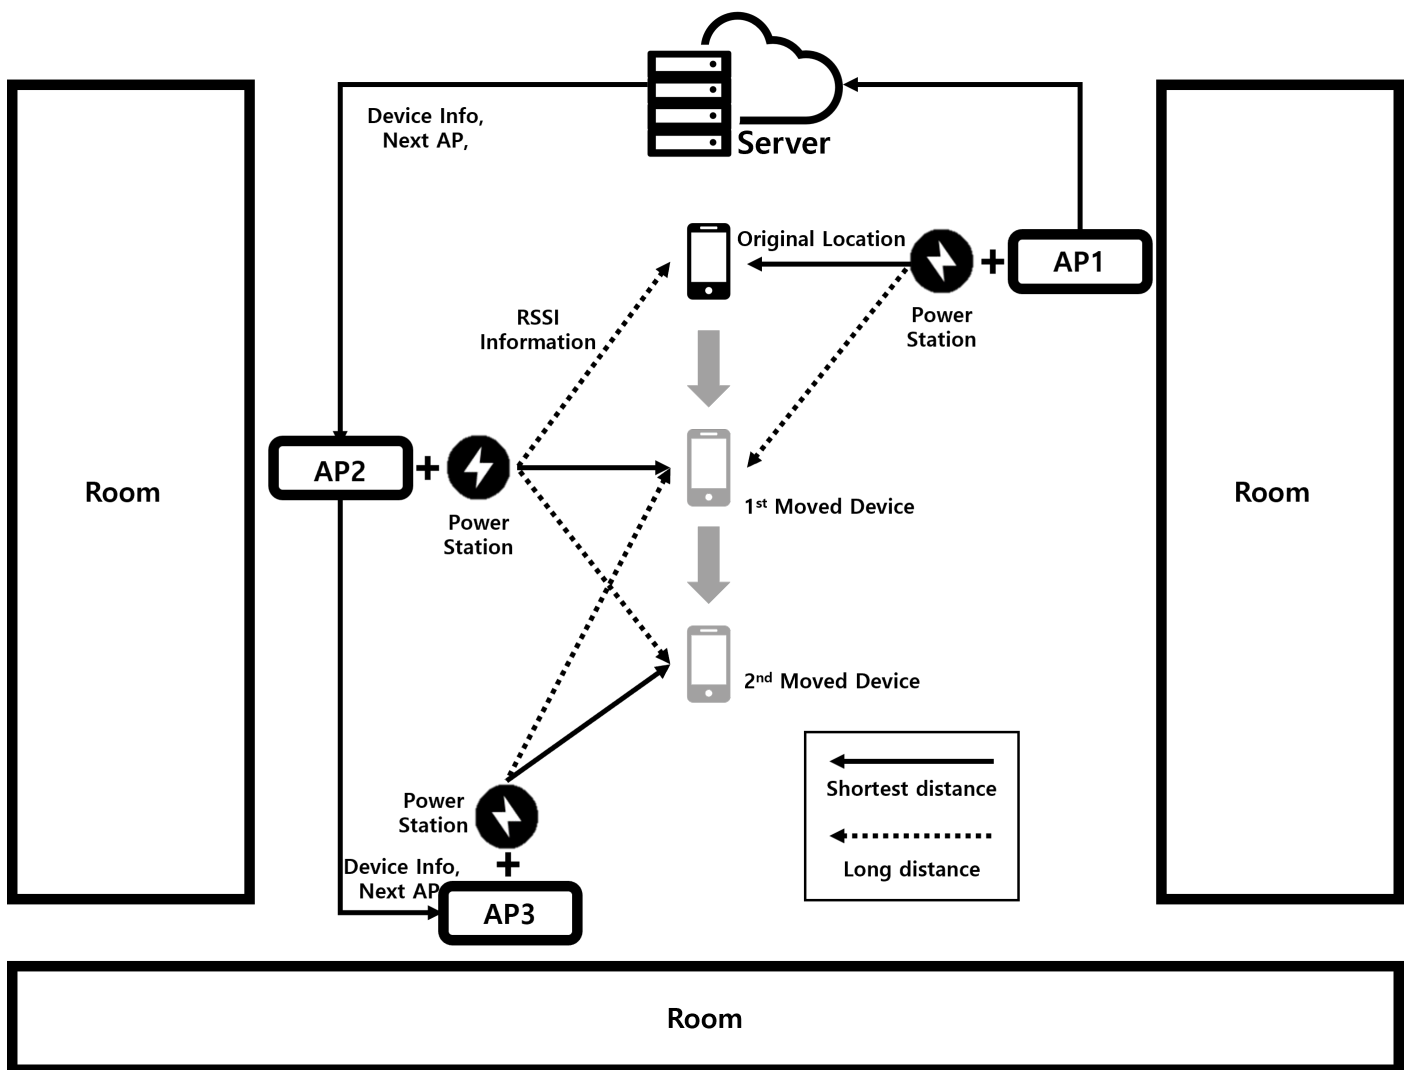 Device Info,
Next AP,
Server
Original Location
AP1
RSSI
Information
Power
Station
AP2
Power
Station
Room
Room
1st Moved Device
2nd Moved Device
Shortest distance
Long distance
Power
Station
Device Info,
Next AP
AP3
Room